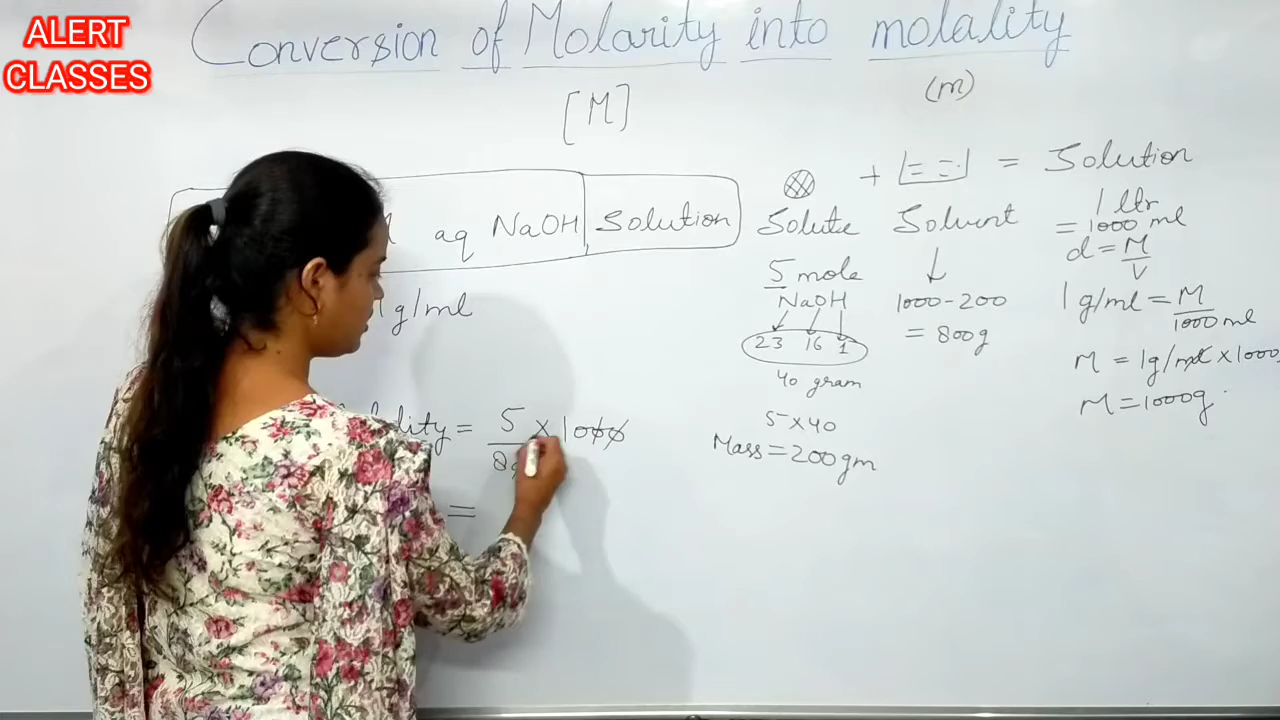 ALERT
CLASSES
Conversion of Molarity into molality
[M]
(m)
aq NaOH Solution
1g/ml
= 5 × 1000
=
Solute
5 mole
NaOH
23 16 1
40 gram
5×40
Mass=200gm
+
Solvent
1000-200
= 800g
= Solution
1 ltr
= 1000 ml
d = M
V
1 g/ml = M
1000 ml
M = 1g/ml ×1000
M = 1000g.